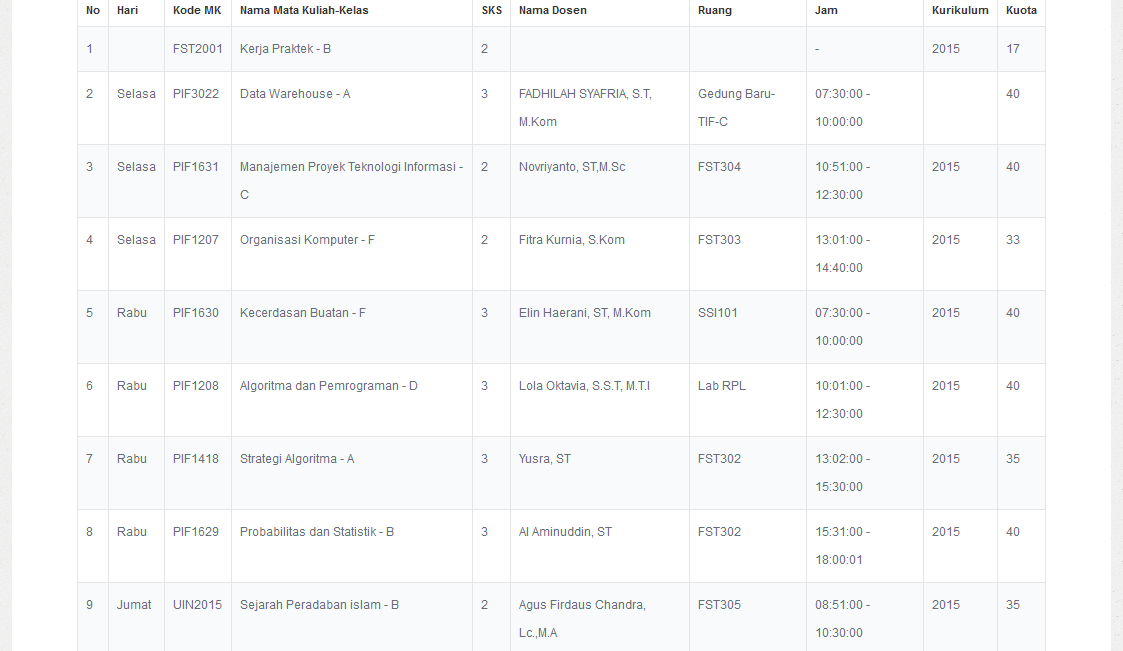 No Hari Kode MK Nama Mata Kuliah-Kelas SKS Nama Dosen Ruang Jam Kurikulum Kuota
1 FST2001 Kerja Praktek - B 2 - 2015 17
2 Selasa PIF3022 Data Warehouse - A 3 FADHILAH SYAFRIA, S.T, Gedung Baru- 07:30:00 - 40
M.Kom TIF-C 10:00:00
3 Selasa PIF1631 Manajemen Proyek Teknologi Informasi - 2 Novriyanto, ST,M.Sc FST304 10:51:00 - 2015 40
C 12:30:00
4 Selasa PIF1207 Organisasi Komputer - F 2 Fitra Kurnia, S.Kom FST303 13:01:00 - 2015 33
14:40:00
5 Rabu PIF1630 Kecerdasan Buatan - F 3 Elin Haerani, ST, M.Kom SSI101 07:30:00 - 2015 40
10:00:00
6 Rabu PIF1208 Algoritma dan Pemrograman - D 3 Lola Oktavia, S.S.T, M.T.I Lab RPL 10:01:00 - 2015 40
12:30:00
7 Rabu PIF1418 Strategi Algoritma - A 3 Yusra, ST FST302 13:02:00 - 2015 35
15:30:00
8 Rabu PIF1629 Probabilitas dan Statistik - B 3 Al Aminuddin, ST FST302 15:31:00 - 2015 40
18:00:01
9 Jumat UIN2015 Sejarah Peradaban islam - B 2 Agus Firdaus Chandra, FST305 08:51:00 - 2015 35
Lc.,M.A 10:30:00